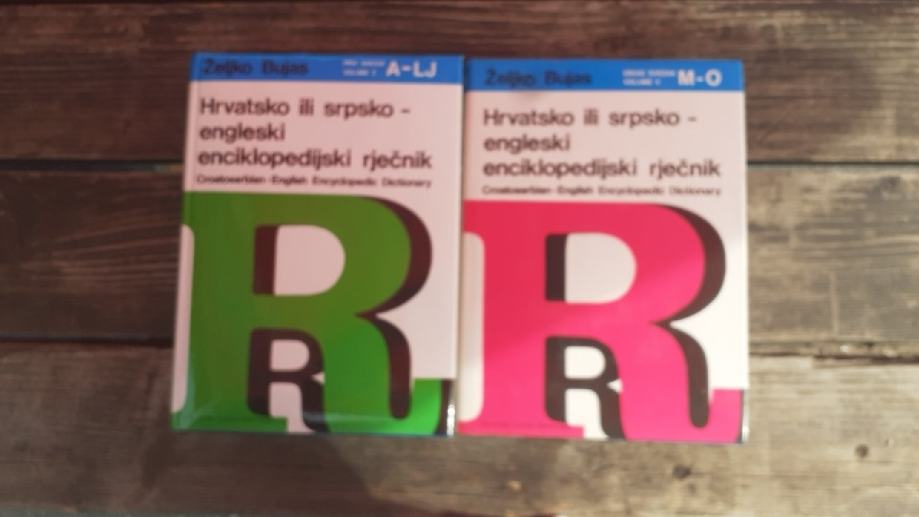 Željko Bujas
A-LJ
Hrvatsko ili srpsko -
engleski
enciklopedijski rječnik
Croatoserbian-English Encyclopedic Dictionary
Željko Bujas
M-O
Hrvatsko ili srpsko -
engleski
enciklopedijski rječnik
Croatoserbian-English Encyclopedic Dictionary
R
R
R
R